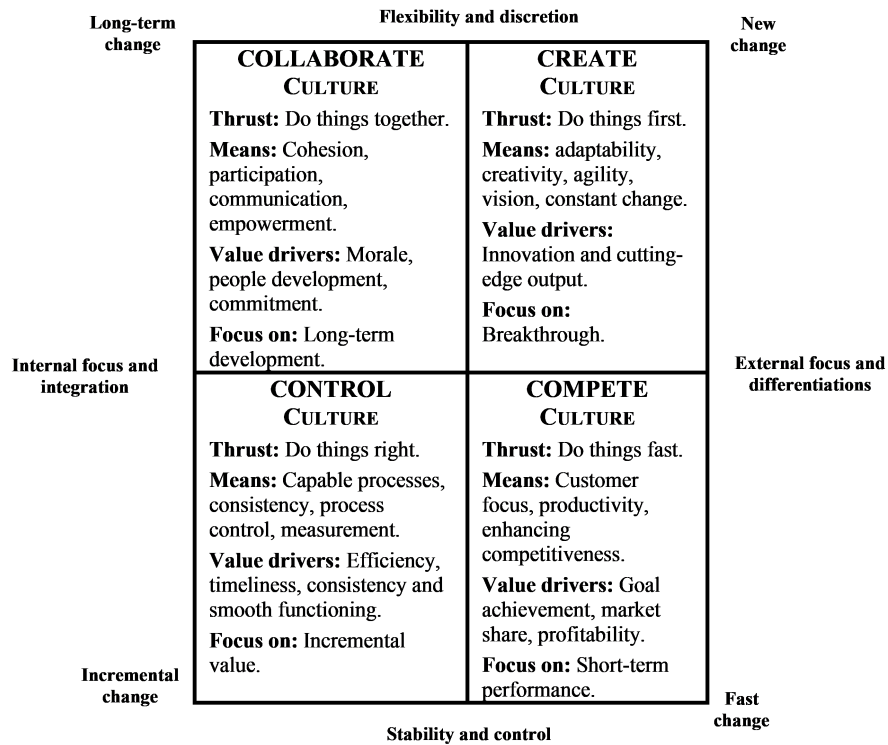 Flexibility and discretion
Long-term
change
New
change
COLLABORATE
CULTURE
Thrust: Do things together.
Means: Cohesion,
participation,
communication,
empowerment.
Value drivers: Morale,
people development,
commitment.
Focus on: Long-term
development.
CREATE
CULTURE
Thrust: Do things first.
Means: adaptability,
creativity, agility,
vision, constant change.
Value drivers:
Innovation and cutting-
edge output.
Focus on:
Breakthrough.
Internal focus and
integration
External focus and
differentiations
CONTROL
CULTURE
Thrust: Do things right.
Means: Capable processes,
consistency, process
control, measurement.
Value drivers: Efficiency,
timeliness, consistency and
smooth functioning.
Focus on: Incremental
value.
COMPETE
CULTURE
Thrust: Do things fast.
Means: Customer
focus, productivity,
enhancing
competitiveness.
Value drivers: Goal
achievement, market
share, profitability.
Focus on: Short-term
performance.
Incremental
change
Fast
change
Stability and control